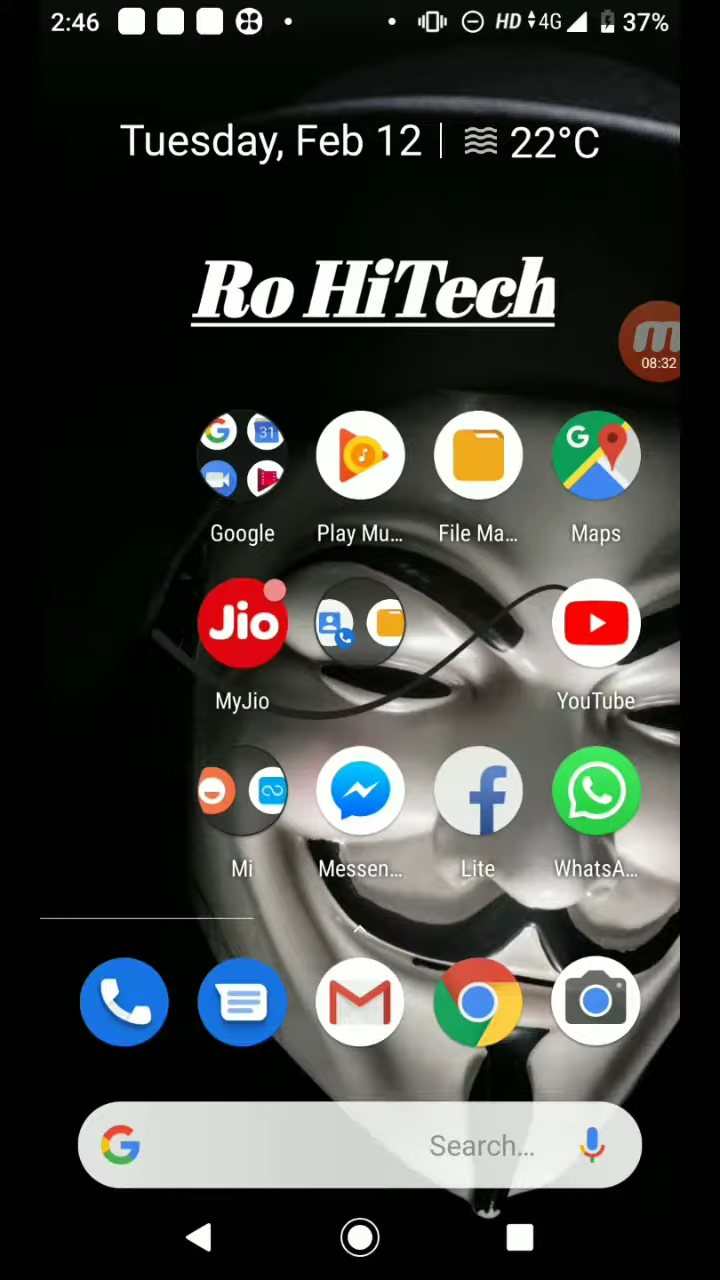 2:46 HD 4G 37%
Tuesday, Feb 12 | 22°C
Ro HiTech
08:32
31
Google Play Mu... File Ma... Maps
Jio
MyJio YouTube
Mi Messen... Lite WhatsA...
Search...